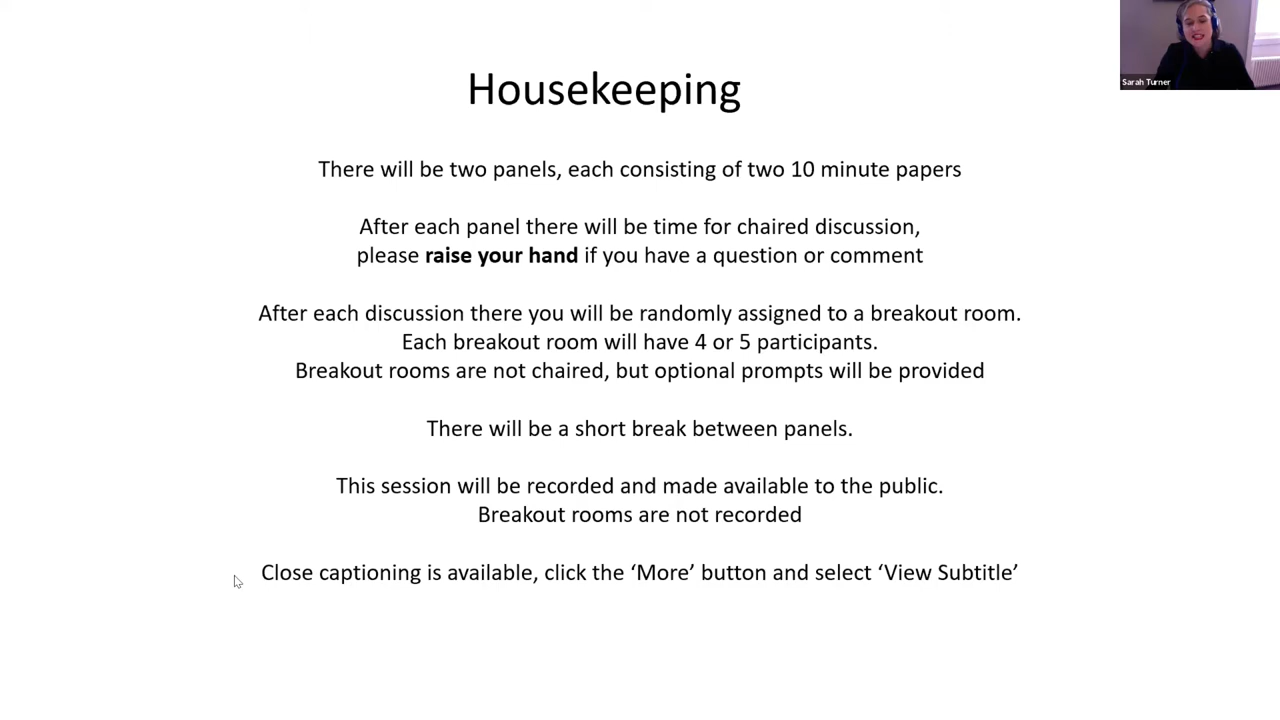 Housekeeping
Sarah Turner
There will be two panels, each consisting of two 10 minute papers
After each panel there will be time for chaired discussion,
please raise your hand if you have a question or comment
After each discussion there you will be randomly assigned to a breakout room.
Each breakout room will have 4 or 5 participants.
Breakout rooms are not chaired, but optional prompts will be provided
There will be a short break between panels.
This session will be recorded and made available to the public.
Breakout rooms are not recorded
Close captioning is available, click the ‘More’ button and select ‘View Subtitle’